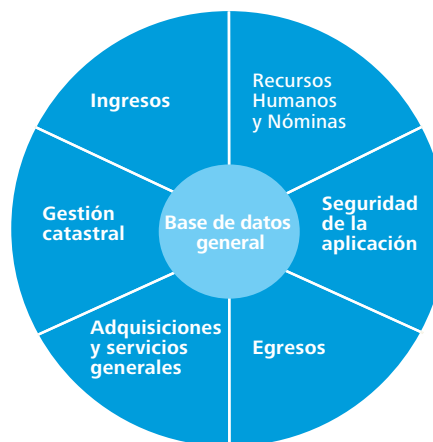 Ingresos
Recursos
Humanos
y Nóminas
Gestión
catastral
Base de datos
general
Seguridad
de la
aplicación
Adquisiciones
y servicios
generales
Egresos